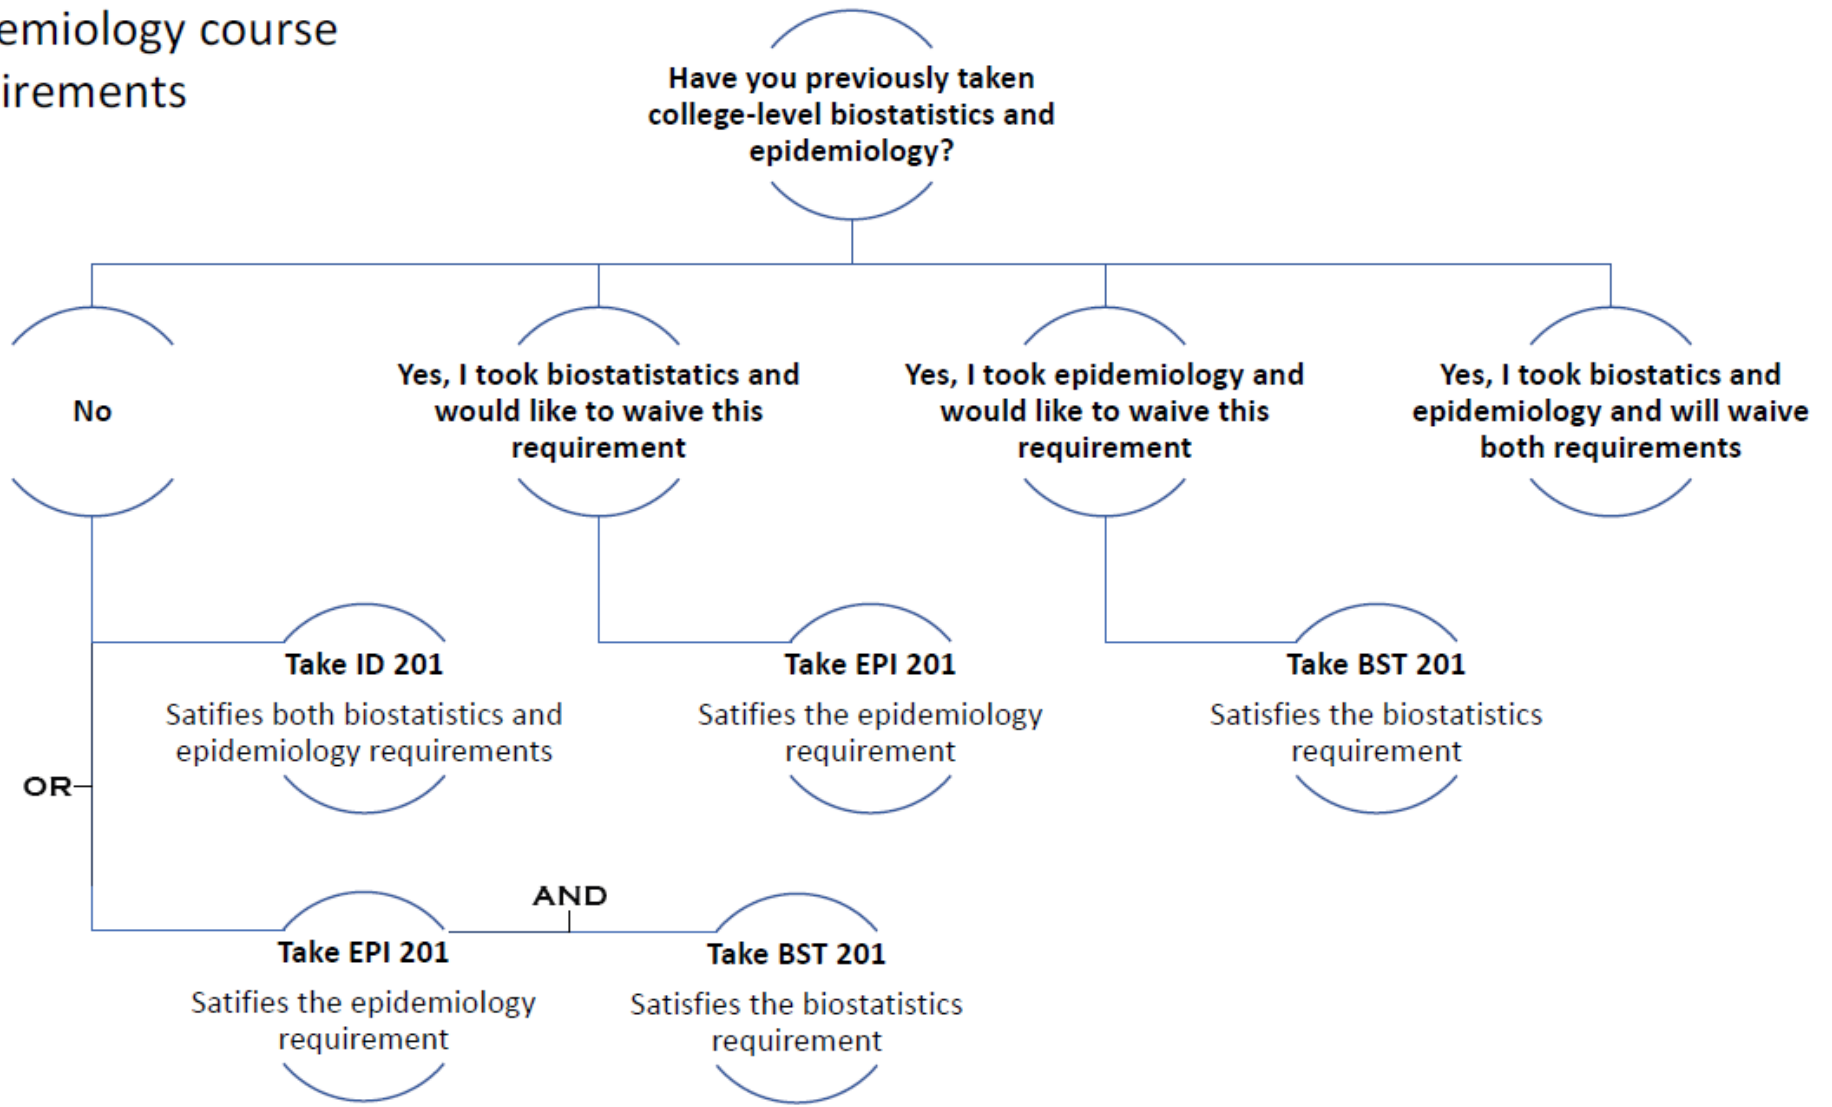 emiology course
irements
Have you previously taken
college-level biostatistics and
epidemiology?
No
Yes, I took biostatistatics and
would like to waive this
requirement
Yes, I took epidemiology and
would like to waive this
requirement
Yes, I took biostatics and
epidemiology and will waive
both requirements
Take ID 201
Satifies both biostatistics and
epidemiology requirements
Take EPI 201
Satifies the epidemiology
requirement
Take BST 201
Satisfies the biostatistics
requirement
OR
AND
Take EPI 201
Satifies the epidemiology
requirement
Take BST 201
Satisfies the biostatistics
requirement